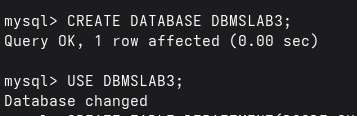 mysql> CREATE DATABASE DBMSLAB3;
Query OK, 1 row affected (0.00 sec)
mysql> USE DBMSLAB3;
Database changed